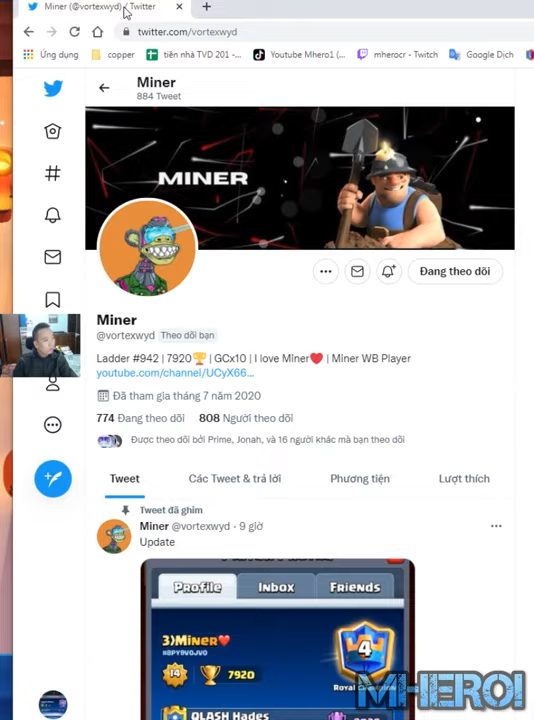 Miner (@vortexwyd) / Twitter
twitter.com/vortexwyd
Ứng dụng
copper
tiền nhà TVD 201 -...
Youtube Mhero1 (...
mherocr - Twitch
Google Dịch
Miner
884 Tweet
MINER
Đang theo dõi
Miner
@vortexwyd Theo dõi bạn
Ladder #942 | 7920🏆 | GCx10 | I love Miner❤️ | Miner WB Player
youtube.com/channel/UCyX66...
Đã tham gia tháng 7 năm 2020
774 Đang theo dõi 808 Người theo dõi
Được theo dõi bởi Prime, Jonah, và 16 người khác mà bạn theo dõi
Tweet
Các Tweet & trả lời
Phương tiện
Lượt thích
Tweet đã ghim
Miner @vortexwyd · 9 giờ
Update
Profile
Inbox
Friends
3)Miner❤️
#8PY9VOJVO
14
7920
4
Royal Champion
QLASH Hades
MHERO1